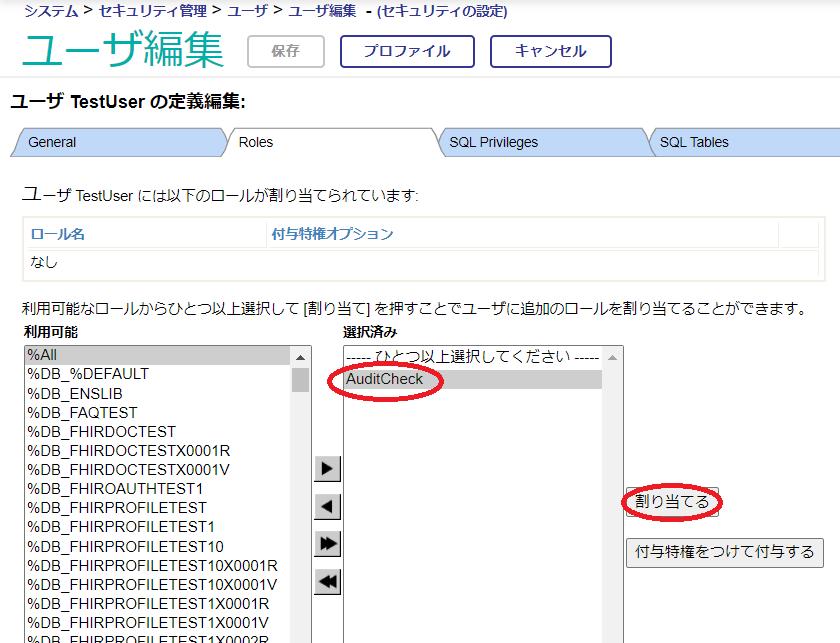 システム > セキュリティ管理 > ユーザ > ユーザ編集 - (セキュリティの設定)
ユーザ編集 保存 プロファイル キャンセル
ユーザ TestUser の定義編集:
General Roles SQL Privileges SQL Tables
ユーザ TestUser には以下のロールが割り当てられています:
ロール名 付与特権オプション
なし
利用可能なロールからひとつ以上選択して [割り当て] を押すことでユーザに追加のロールを割り当てることができます。
利用可能 選択済み
%All ----- ひとつ以上選択してください -----
%DB_%DEFAULT AuditCheck
%DB_ENSLIB
%DB_FAQTEST
%DB_FHIRDOCTEST
%DB_FHIRDOCTESTX0001R
%DB_FHIRDOCTESTX0001V
%DB_FHIROAUTHTEST1
%DB_FHIRPROFILETEST 割り当てる
%DB_FHIRPROFILETEST1
%DB_FHIRPROFILETEST10 付与特権をつけて付与する
%DB_FHIRPROFILETEST10X0001R
%DB_FHIRPROFILETEST10X0001V
%DB_FHIRPROFILETEST1X0001R
%DB_FHIRPROFILETEST1X0001V
%DB_FHIRPROFILETEST1X0002R